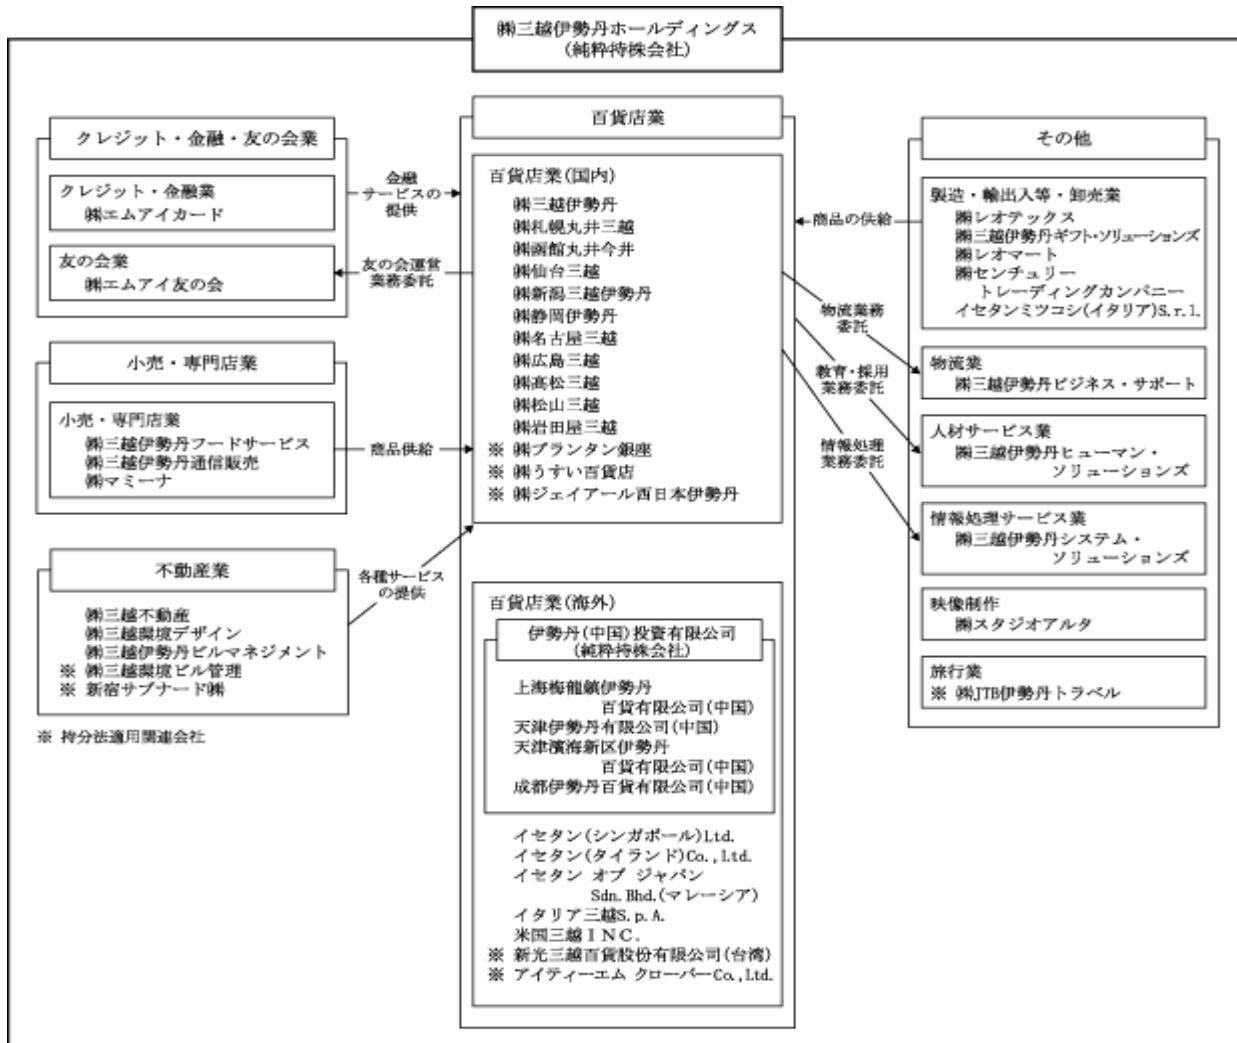 ㈱三越伊勢丹ホールディングス
(純粋持株会社)
クレジット・金融・友の会業
クレジット・金融業
㈱エムアイカード
友の会業
㈱エムアイ友の会
小売・専門店業
小売・専門店業
㈱三越伊勢丹フードサービス
㈱三越伊勢丹通信販売
㈱マミーナ
不動産業
㈱三越不動産
㈱三越環境デザイン
㈱三越伊勢丹ビルマネジメント
※ ㈱三越環境ビル管理
※ 新宿サブナード㈱
※ 持分法適用関連会社
金融
サービスの
提供
友の会運営
業務委託
商品供給
各種サービス
の提供
百貨店業
百貨店業(国内)
㈱三越伊勢丹
㈱札幌丸井三越
㈱函館丸井今井
㈱仙台三越
㈱新潟三越伊勢丹
㈱静岡伊勢丹
㈱名古屋三越
㈱広島三越
㈱高松三越
㈱松山三越
㈱岩田屋三越
※ ㈱プランタン銀座
※ ㈱うすい百貨店
※ ㈱ジェイアール西日本伊勢丹
百貨店業(海外)
伊勢丹(中国)投資有限公司
(純粋持株会社)
上海梅龍鎮伊勢丹
百貨有限公司(中国)
天津伊勢丹有限公司(中国)
天津濱海新区伊勢丹
百貨有限公司(中国)
成都伊勢丹百貨有限公司(中国)
イセタン(シンガポール)Ltd.
イセタン(タイランド)Co.,Ltd.
イセタン オブ ジャパン
Sdn.Bhd.(マレーシア)
イタリア三越S.p.A.
米国三越ＩＮＣ.
※ 新光三越百貨股份有限公司(台湾)
※ アイティーエム クローバーCo.,Ltd.
商品の供給
物流業務
委託
教育・採用
業務委託
情報処理
業務委託
その他
製造・輸出入等・卸売業
㈱レオテックス
㈱三越伊勢丹ギフト・ソリューションズ
㈱レオマート
㈱センチュリー
トレーディングカンパニー
イセタンミツコシ(イタリア)S.r.l.
物流業
㈱三越伊勢丹ビジネス・サポート
人材サービス業
㈱三越伊勢丹ヒューマン・
ソリューションズ
情報処理サービス業
㈱三越伊勢丹システム・
ソリューションズ
映像制作
㈱スタジオアルタ
旅行業
※ ㈱JTB伊勢丹トラベル